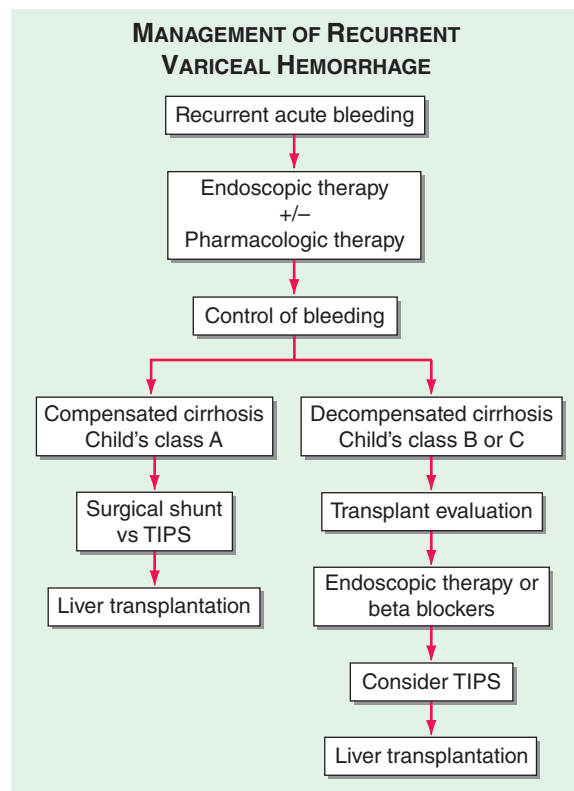 MANAGEMENT OF RECURRENT
VARICEAL HEMORRHAGE
Recurrent acute bleeding
Endoscopic therapy
+/–
Pharmacologic therapy
Control of bleeding
Compensated cirrhosis
Child's class A
Surgical shunt
vs TIPS
Liver transplantation
Decompensated cirrhosis
Child's class B or C
Transplant evaluation
Endoscopic therapy or
beta blockers
Consider TIPS
Liver transplantation